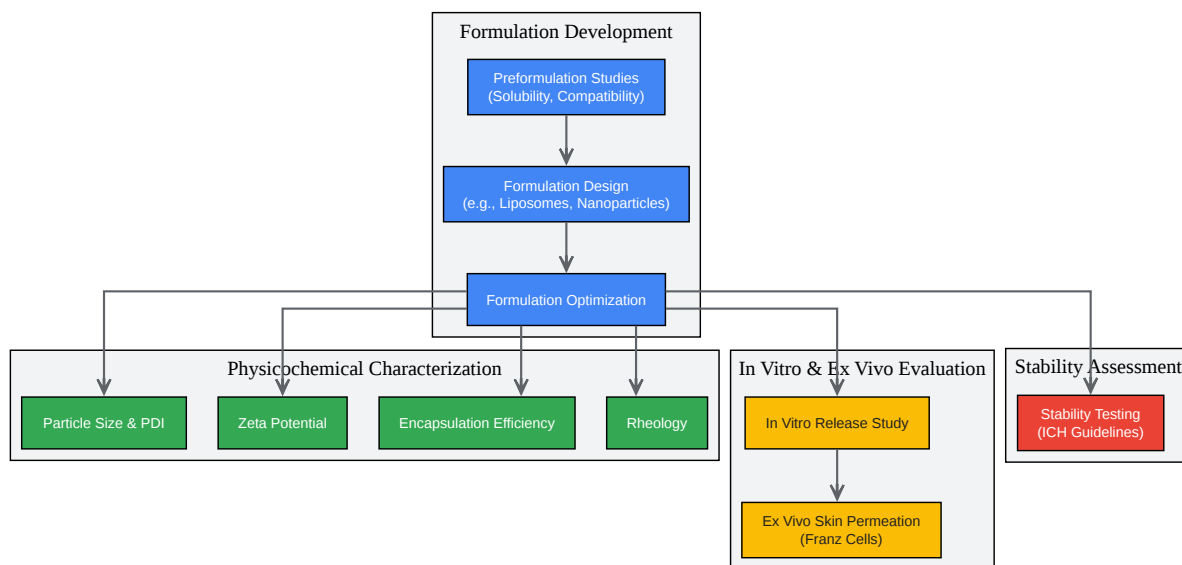 Formulation Development
Preformulation Studies
(Solubility, Compatibility)
Formulation Design
(e.g., Liposomes, Nanoparticles)
Formulation Optimization
Physicochemical Characterization
Particle Size & PDI
Zeta Potential
Encapsulation Efficiency
Rheology
In Vitro & Ex Vivo Evaluation
In Vitro Release Study
Ex Vivo Skin Permeation
(Franz Cells)
Stability Assessment
Stability Testing
(ICH Guidelines)